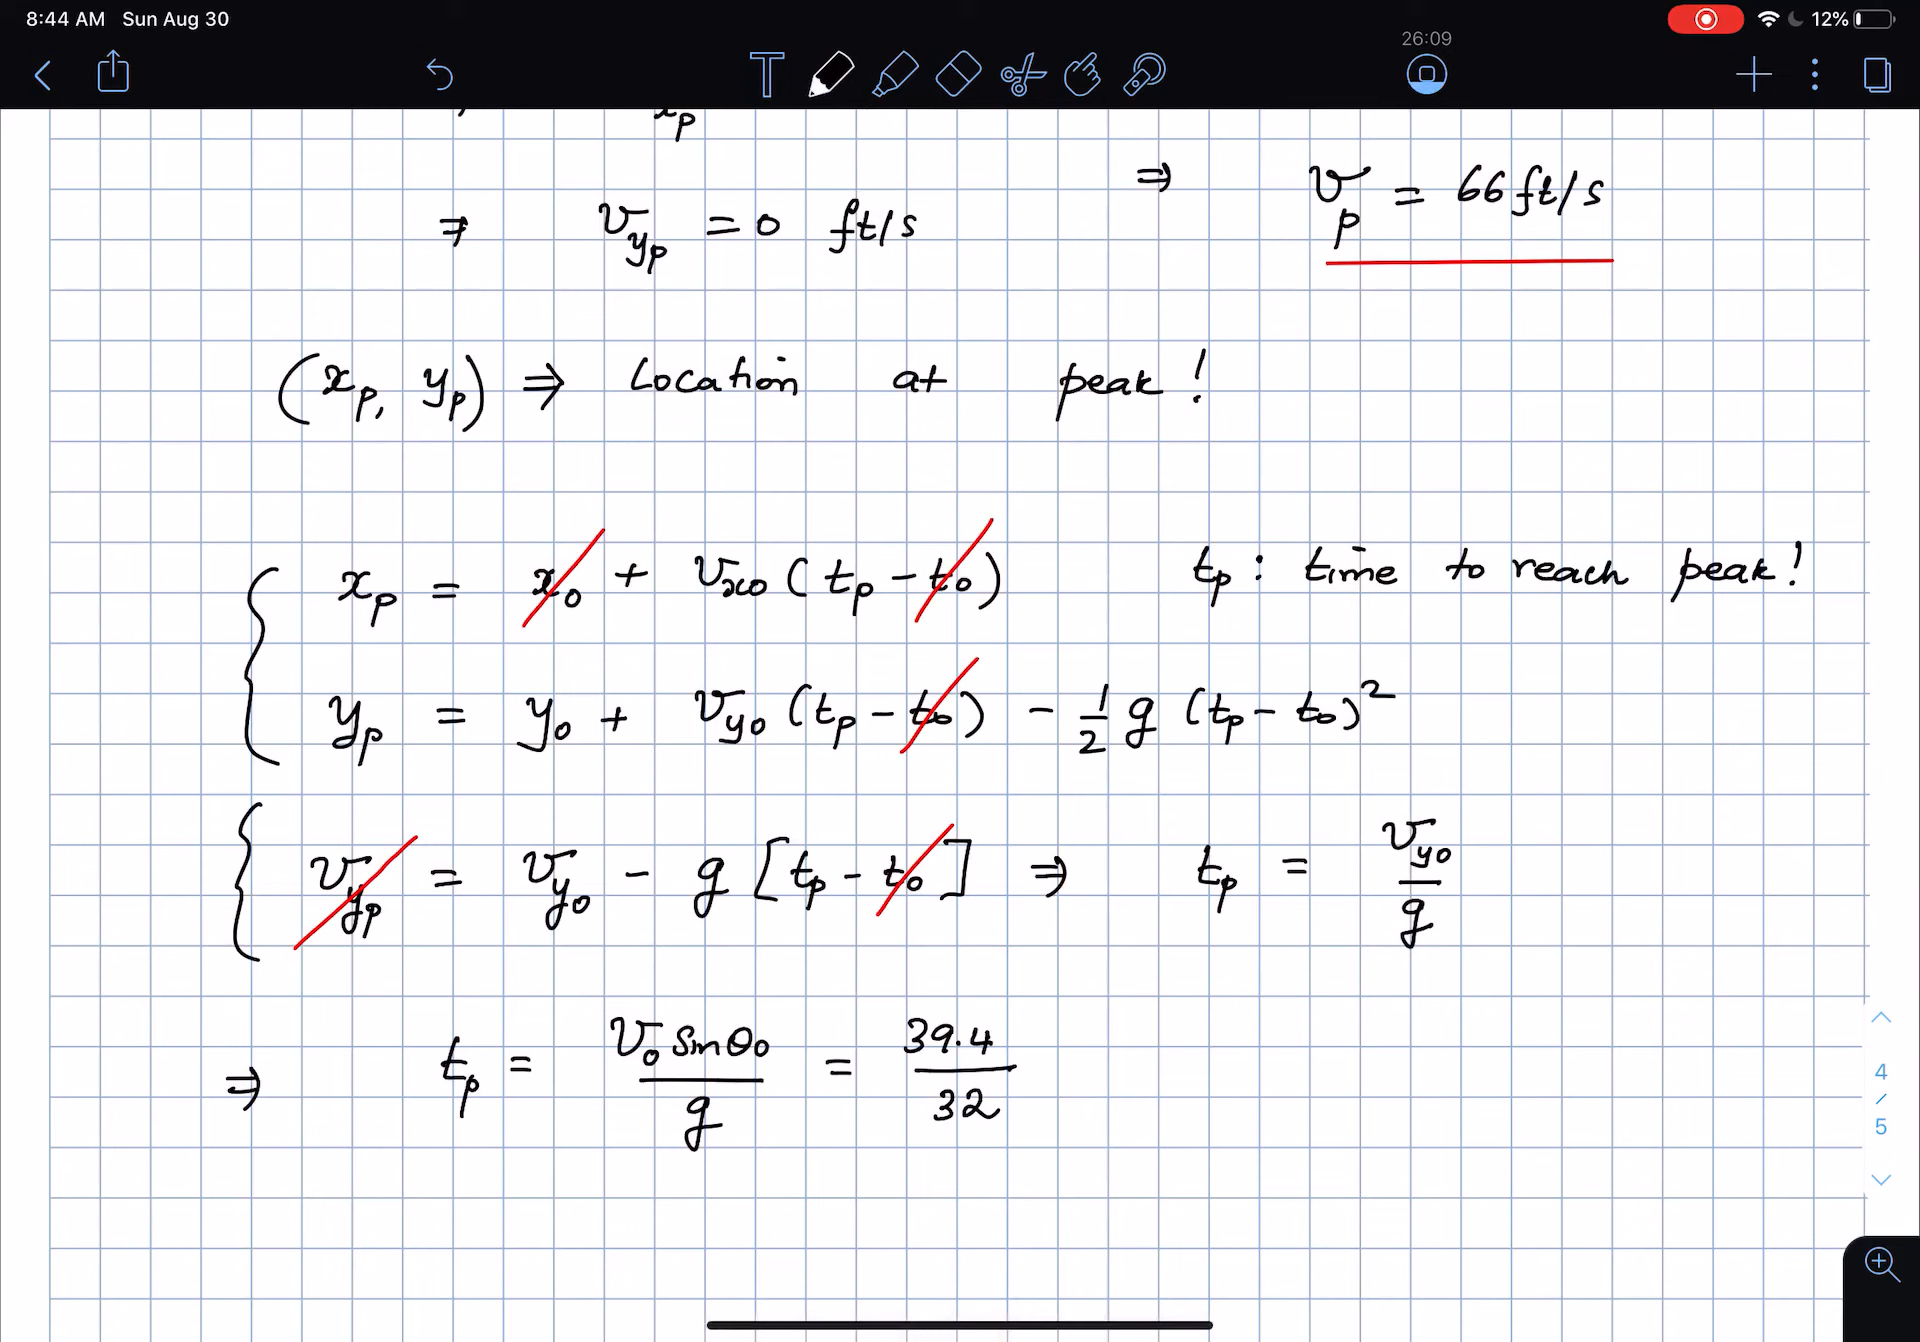 8:44 AM Sun Aug 30 12%
26:09
T
x_p
⇒ v_p = 66 ft/s
⇒ v_yp = 0 ft/s
(x_p, y_p) ⇒ Location at peak!
x_p = x_0 + v_x0 (t_p - t_0) t_p : time to reach peak!
y_p = y_0 + v_y0 (t_p - t_0) - 1/2 g (t_p - t_0)^2
v_yp = v_y0 - g [t_p - t_0] ⇒ t_p = v_y0 / g
⇒ t_p = v_0 sin θ_0 / g = 39.4 / 32
4
/
5